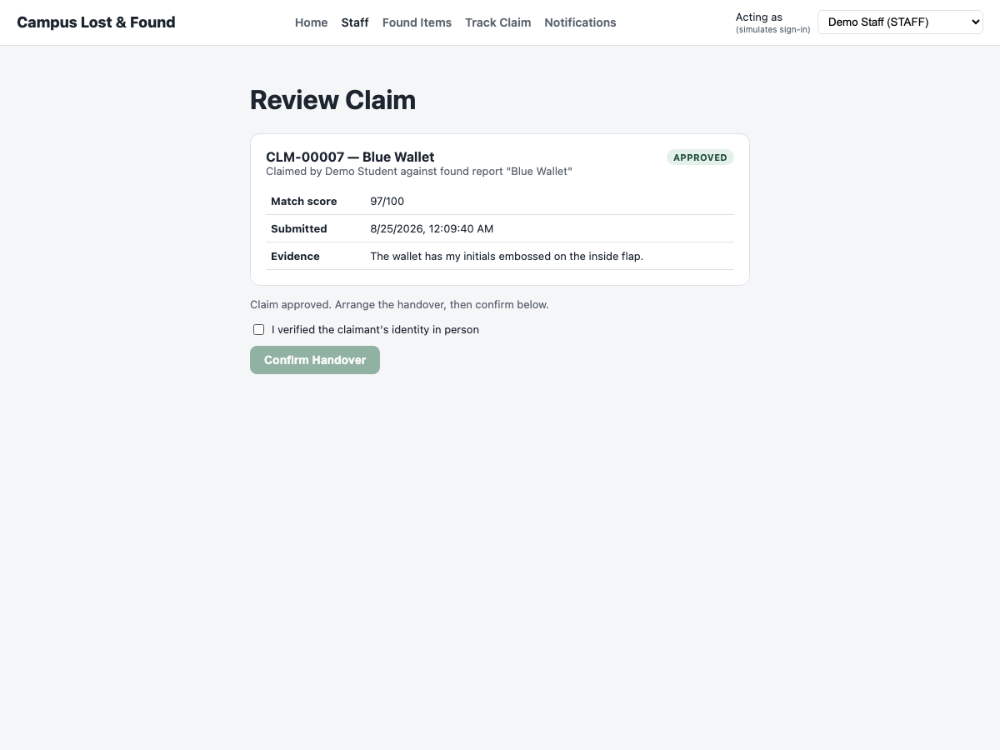 Campus Lost & Found
Home Staff Found Items Track Claim Notifications
Acting as
(simulates sign-in)
Demo Staff (STAFF)
Review Claim
CLM-00007 — Blue Wallet
APPROVED
Claimed by Demo Student against found report "Blue Wallet"
Match score 97/100
Submitted 8/25/2026, 12:09:40 AM
Evidence The wallet has my initials embossed on the inside flap.
Claim approved. Arrange the handover, then confirm below.
I verified the claimant's identity in person
Confirm Handover